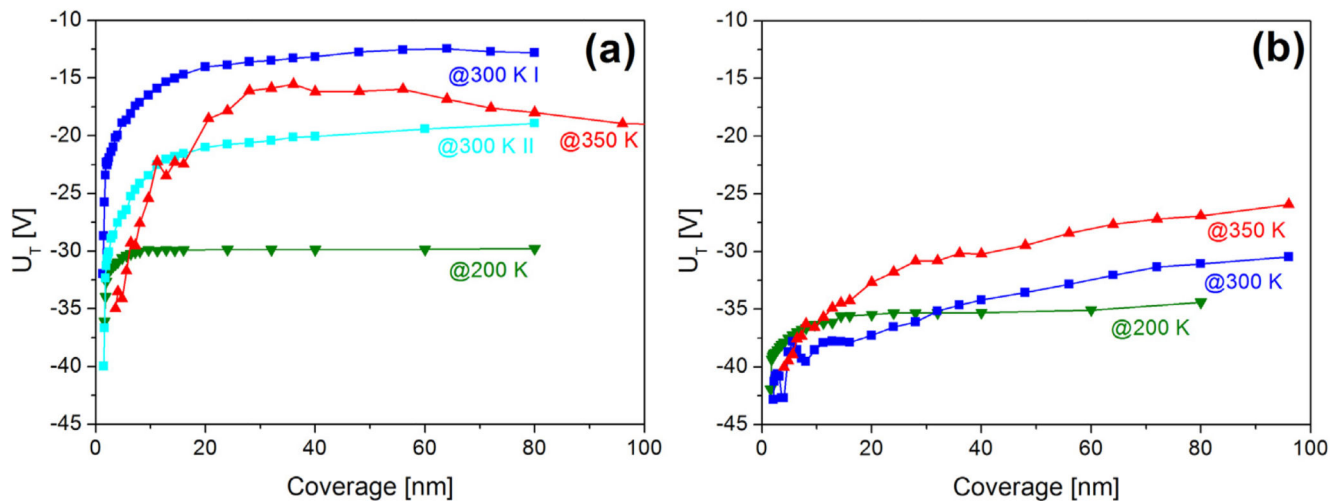 (a)
-10
-15
-20
-25
-30
-35
-40
-45
U_T [V]
@300 K I
@350 K
@300 K II
@200 K
0 20 40 60 80 100
Coverage [nm]
(b)
-10
-15
-20
-25
-30
-35
-40
-45
U_T [V]
@350 K
@300 K
@200 K
0 20 40 60 80 100
Coverage [nm]